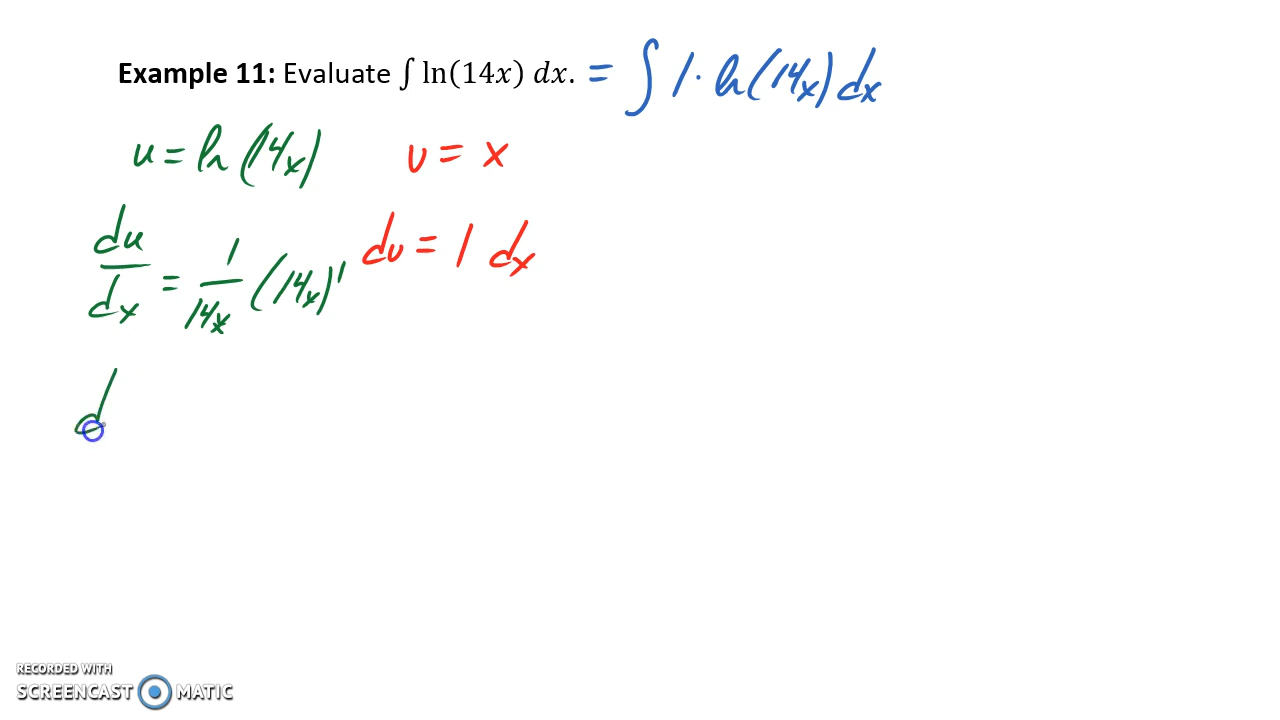 Example 11: Evaluate ∫ ln(14x) dx. = ∫ 1 · ln(14x) dx
u = ln(14x) v = x
du/dx = 1/14x (14x)' dv = 1 dx
d
RECORDED WITH
SCREENCAST MATIC